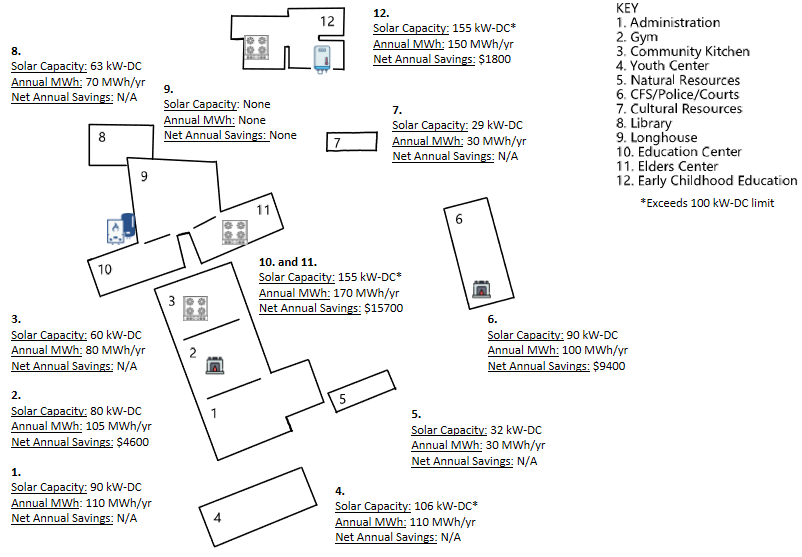 12.
Solar Capacity: 155 kW-DC*
Annual MWh: 150 MWh/yr
Net Annual Savings: $1800
12
KEY
1. Administration
2. Gym
3. Community Kitchen
4. Youth Center
5. Natural Resources
6. CFS/Police/Courts
7. Cultural Resources
8. Library
9. Longhouse
10. Education Center
11. Elders Center
12. Early Childhood Education
*Exceeds 100 kW-DC limit
8.
Solar Capacity: 63 kW-DC
Annual MWh: 70 MWh/yr
Net Annual Savings: N/A
9.
Solar Capacity: None
Annual MWh: None
Net Annual Savings: None
7.
Solar Capacity: 29 kW-DC
Annual MWh: 30 MWh/yr
Net Annual Savings: N/A
8
7
9
11
6
10
10. and 11.
Solar Capacity: 155 kW-DC*
Annual MWh: 170 MWh/yr
Net Annual Savings: $15700
3
2
1
3.
Solar Capacity: 60 kW-DC
Annual MWh: 80 MWh/yr
Net Annual Savings: N/A
6.
Solar Capacity: 90 kW-DC
Annual MWh: 100 MWh/yr
Net Annual Savings: $9400
2.
Solar Capacity: 80 kW-DC
Annual MWh: 105 MWh/yr
Net Annual Savings: $4600
5
5.
Solar Capacity: 32 kW-DC
Annual MWh: 30 MWh/yr
Net Annual Savings: N/A
1.
Solar Capacity: 90 kW-DC
Annual MWh: 110 MWh/yr
Net Annual Savings: N/A
4
4.
Solar Capacity: 106 kW-DC*
Annual MWh: 110 MWh/yr
Net Annual Savings: N/A